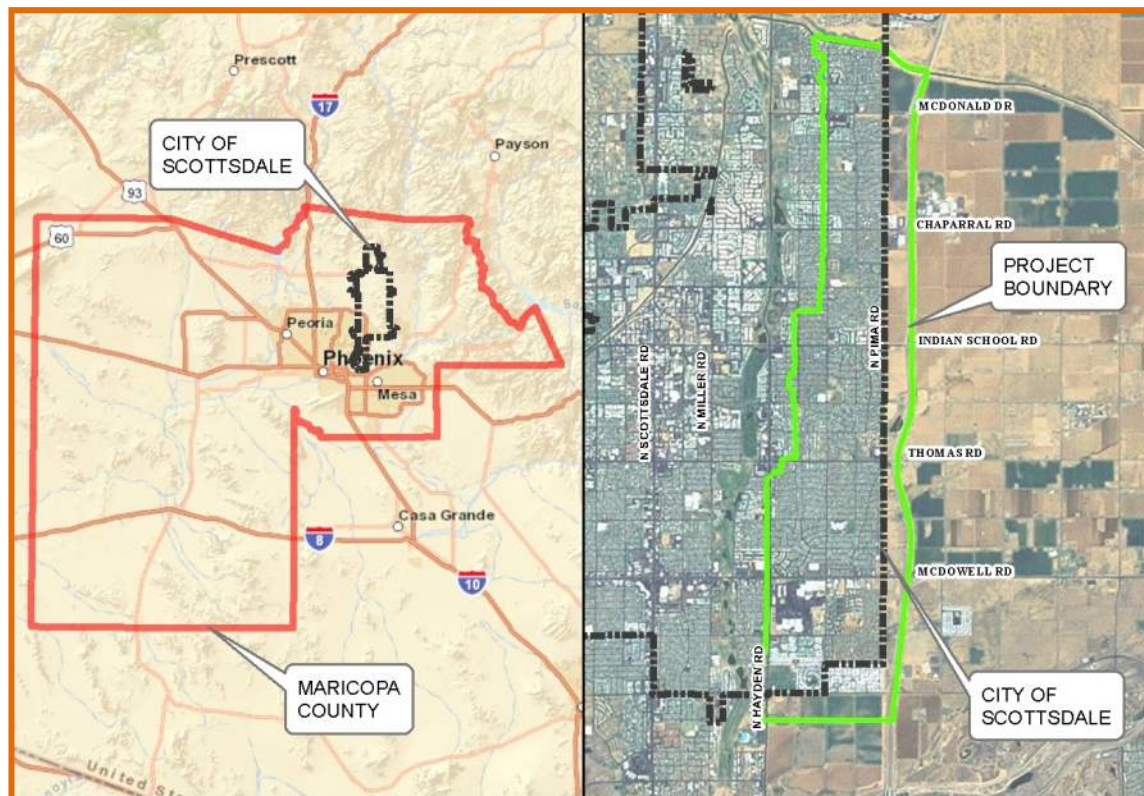 Prescott
17
CITY OF
SCOTTSDALE
Payson
93
60
Peoria
Phoenix
Mesa
Casa Grande
8
10
MARICOPA
COUNTY
United
MCDONALD DR
CHAPARRAL RD
PROJECT
BOUNDARY
N PIMA RD
INDIAN SCHOOL RD
N SCOTTSDALE RD
N MILLER RD
THOMAS RD
MCDOWELL RD
N HAYDEN RD
CITY OF
SCOTTSDALE